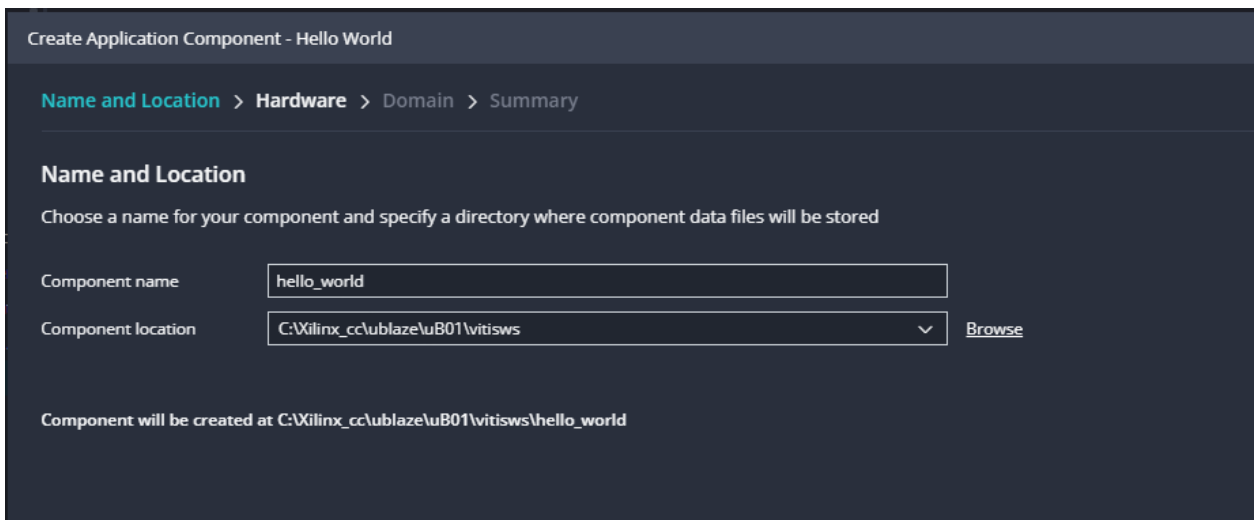 Create Application Component - Hello World
Name and Location > Hardware > Domain > Summary
Name and Location
Choose a name for your component and specify a directory where component data files will be stored
Component name hello_world
Component location C:\Xilinx_cc\ublaze\uB01\vitisws Browse
Component will be created at C:\Xilinx_cc\ublaze\uB01\vitisws\hello_world